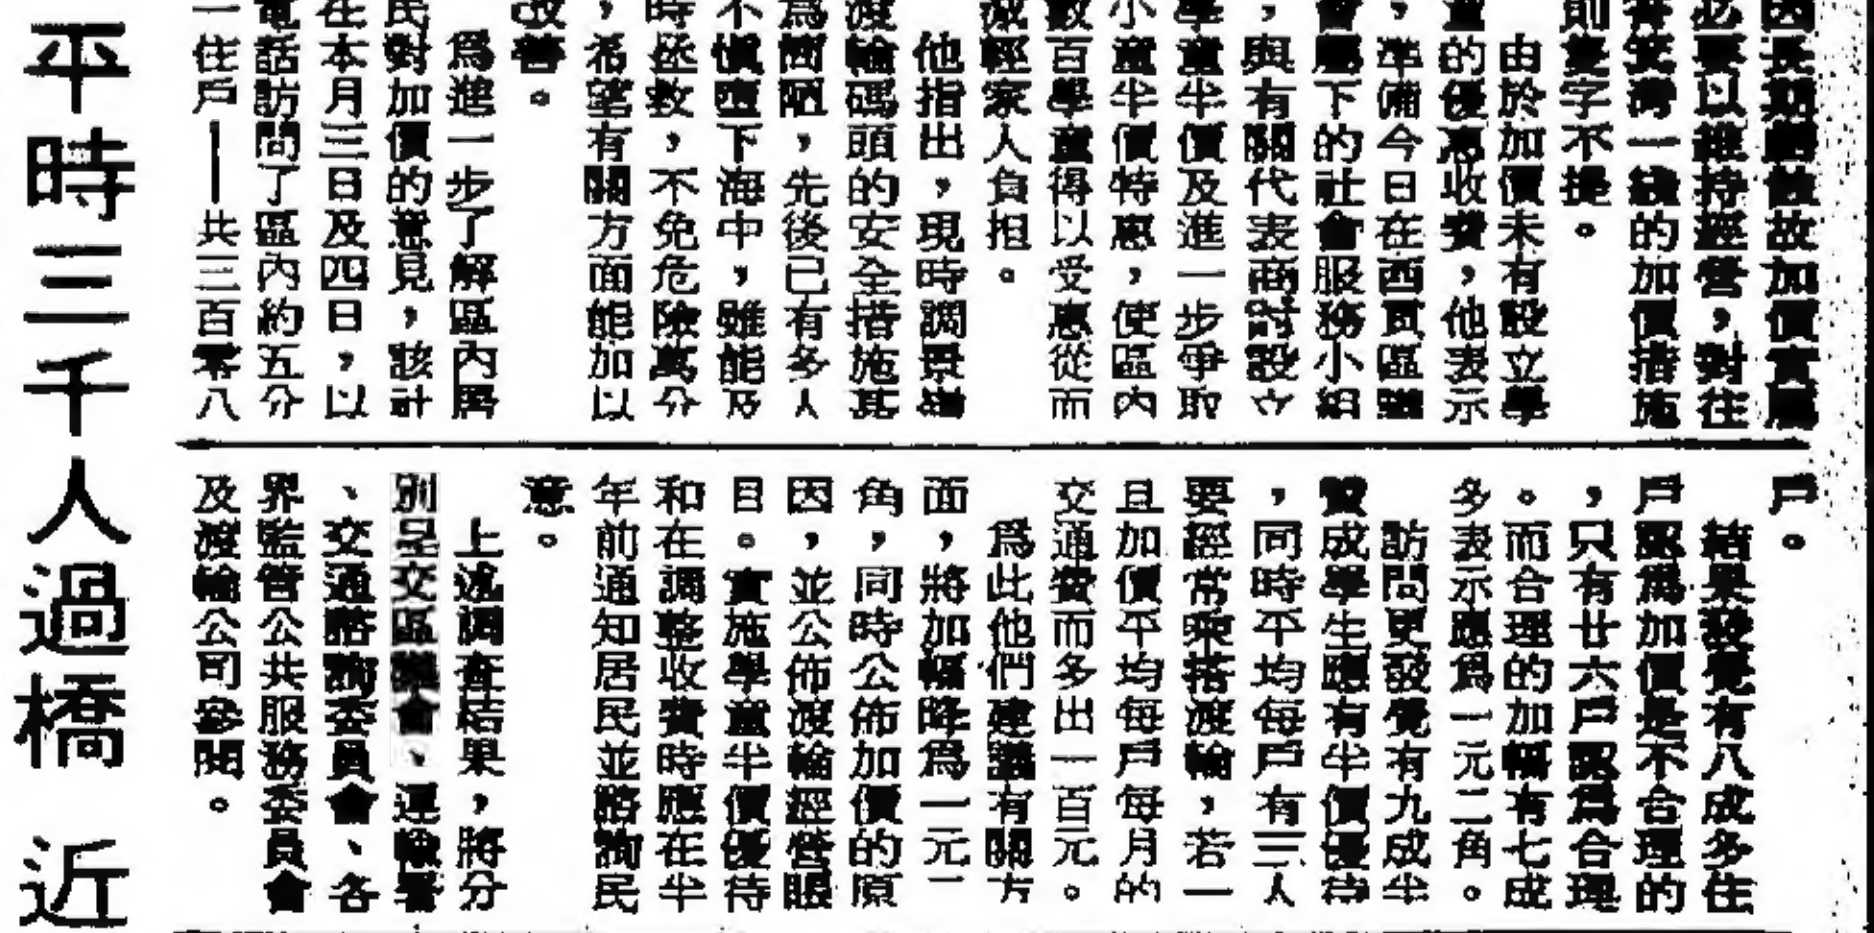 因長期虧蝕故加價實屬
必要以維持經營，對往
一綫的加價措施
則隻字不提。
由於加價未有設立學
童的優惠收費，他表示
，準備今日在西貢區聯
會屬下的社會服務小組
，與有關代表商討設立
學童半價及進一步爭取
小童半價特惠，使區內
數百學童得以受惠從而
減輕家人負担。
他指出，現時調景嶺
渡輪碼頭的安全措施甚
為簡陋，先後已有多人
不慎墮下海中，雖能及
時拯救，不免危險萬分
，希望有關方面能加以
改善。
為進一步了解區內居
民對加價的意見，該計
在本月三日及四日，以
電話訪問了區內約五分
一住戶——共三百零八
戶。
結果發覺有八成多住
戶認為加價是不合理的
，只有廿六戶認為合理
。而合理的加幅有七成
多表示應為一元二角。
訪問更發覺有九成半
贊成學生應有半價優待
，同時平均每戶有三人
要經常乘搭渡輪，若一
且加價平均每戶每月的
交通費而多出一百元。
為此他們建議有關方
面，將加幅降為一元二
角，同時公佈加價的原
因，並公佈渡輪經營賬
目。實施學童半價優待
和在調整收費時應在半
年前通知居民並諮詢民
意。
上述調查結果，將分
別呈交區聯會、運輸署
、交通諮詢委員會、各
界監管公共服務委員會
及渡輪公司參閱。
平時三千人過橋 近